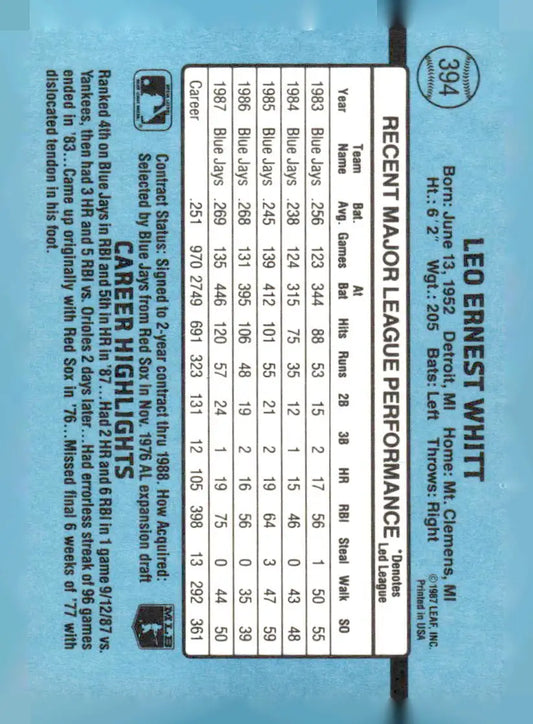 394
LEO ERNEST WHITT
Born: June 13, 1952 Detroit, MI Home: Mt. Clemens, MI
Ht.: 6' 2" Wgt.: 205 Bats: Left Throws: Right
©1987 LEAF, INC.
Printed in USA
RECENT MAJOR LEAGUE PERFORMANCE
*Denotes
Led League
Year Team Name Bat. Avg. Games At Bat Hits Runs 2B 3B HR RBI Steal Walk SO
1983 Blue Jays .256 123 344 88 53 15 2 17 56 1 50 55
1984 Blue Jays .238 124 315 75 35 12 1 15 46 0 43 48
1985 Blue Jays .245 139 412 101 55 21 2 19 64 3 47 59
1986 Blue Jays .268 131 395 106 48 19 2 16 56 0 35 39
1987 Blue Jays .269 135 446 120 57 24 1 19 75 0 44 50
Career .251 970 2749 691 323 131 12 105 398 13 292 361
Contract Status: Signed to 2-year contract thru 1988. How Acquired:
Selected by Blue Jays from Red Sox in Nov. 1976 AL expansion draft
MLB
CAREER HIGHLIGHTS
Ranked 4th on Blue Jays in RBI and 5th in HR in '87...Had 2 HR and 6 RBI in 1 game 9/12/87 vs.
Yankees, then had 3 HR and 5 RBI vs. Orioles 2 days later...Had errorless streak of 96 games
ended in '83...Came up originally with Red Sox in '76...Missed final 6 weeks of '77 with
dislocated tendon in his foot.